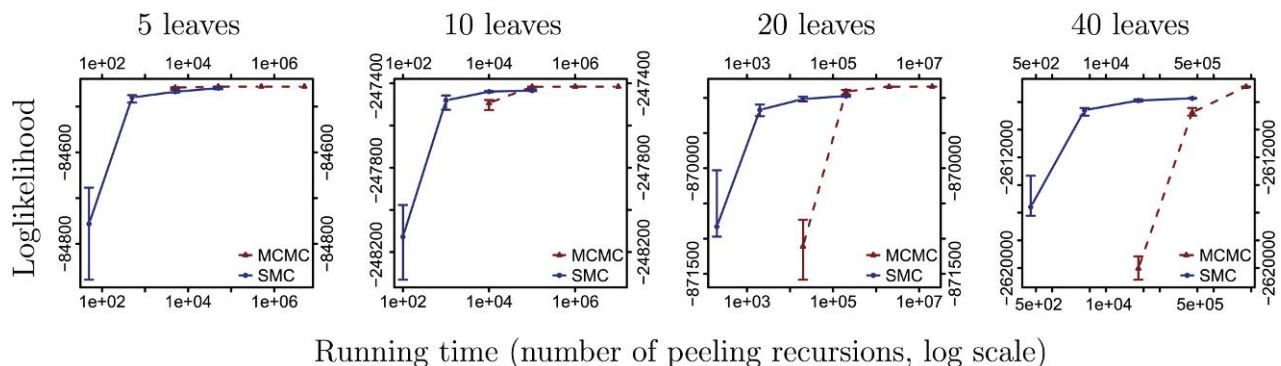 5 leaves
10 leaves
20 leaves
40 leaves
1e+02 1e+04 1e+06
1e+02 1e+04 1e+06
1e+03 1e+05 1e+07
5e+02 1e+04 5e+05
Loglikelihood
-84600
-84800
-247400
-247800
-248200
-247400
-247800
-248200
-870000
-871500
-870000
-871500
-2612000
-2620000
-2612000
-2620000
MCMC
SMC
MCMC
SMC
MCMC
SMC
MCMC
SMC
1e+02 1e+04 1e+06
1e+02 1e+04 1e+06
1e+03 1e+05 1e+07
5e+02 1e+04 5e+05
Running time (number of peeling recursions, log scale)